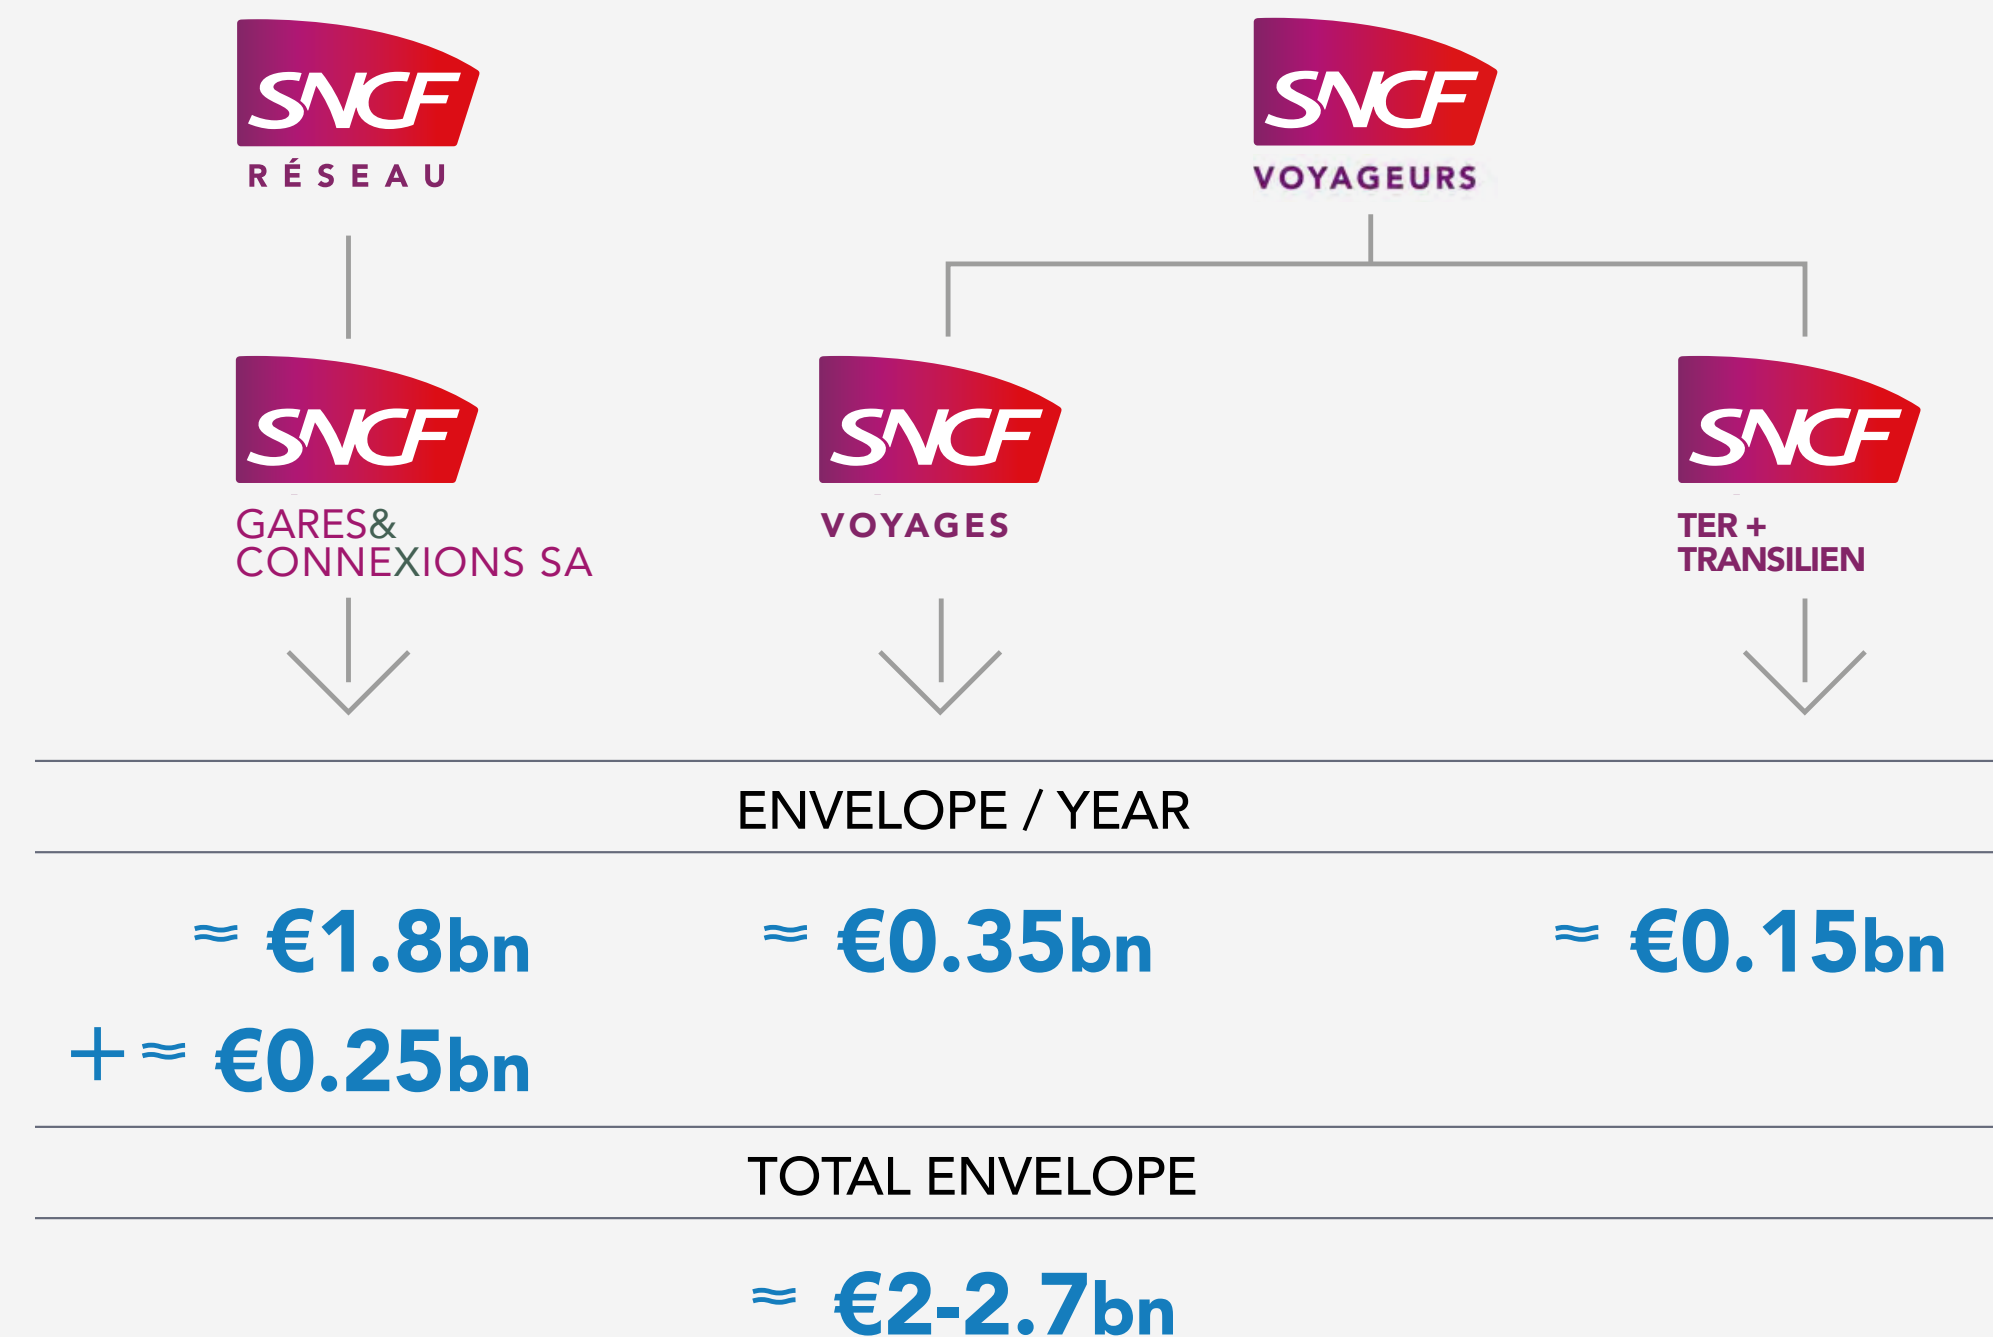 SNCF
RÉSEAU
SNCF
VOYAGEURS
SNCF
GARES&
CONNEXIONS SA
SNCF
VOYAGES
SNCF
TER +
TRANSILIEN
ENVELOPE / YEAR
≈ €1.8bn
+≈ €0.25bn
≈ €0.35bn
≈ €0.15bn
TOTAL ENVELOPE
≈ €2-2.7bn